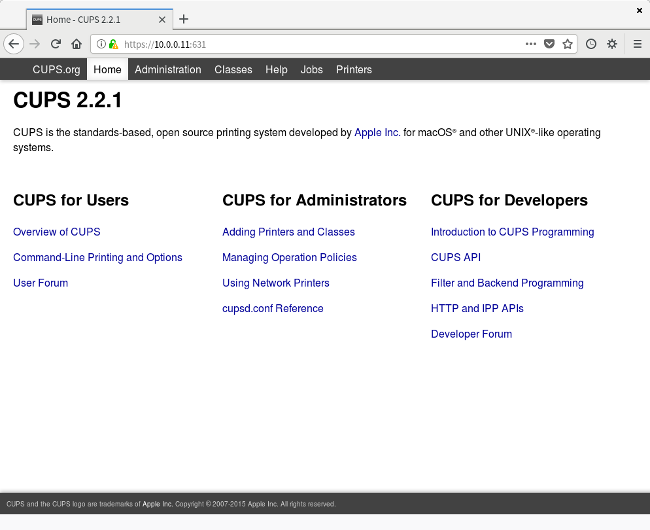 Home - CUPS 2.2.1
https://10.0.0.11:631
CUPS.org Home Administration Classes Help Jobs Printers
CUPS 2.2.1
CUPS is the standards-based, open source printing system developed by Apple Inc. for macOS® and other UNIX®-like operating
systems.
CUPS for Users
Overview of CUPS
Command-Line Printing and Options
User Forum
CUPS for Administrators
Adding Printers and Classes
Managing Operation Policies
Using Network Printers
cupsd.conf Reference
CUPS for Developers
Introduction to CUPS Programming
CUPS API
Filter and Backend Programming
HTTP and IPP APIs
Developer Forum
CUPS and the CUPS logo are trademarks of Apple Inc. Copyright © 2007-2015 Apple Inc. All rights reserved.